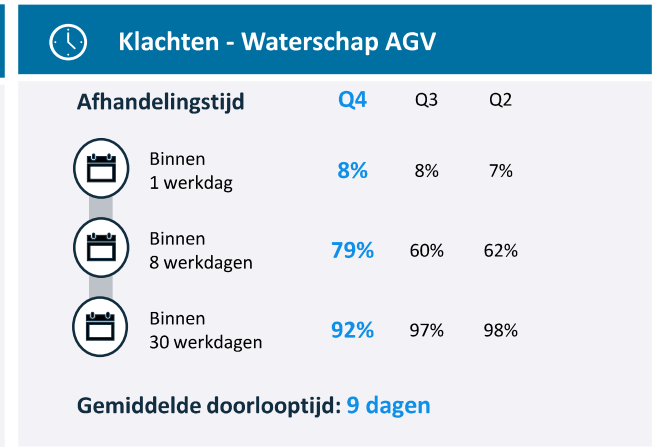 Klachten - Waterschap AGV
Afhandelingstijd Q4 Q3 Q2
Binnen
1 werkdag 8% 8% 7%
Binnen
8 werkdagen 79% 60% 62%
Binnen
30 werkdagen 92% 97% 98%
Gemiddelde doorlooptijd: 9 dagen